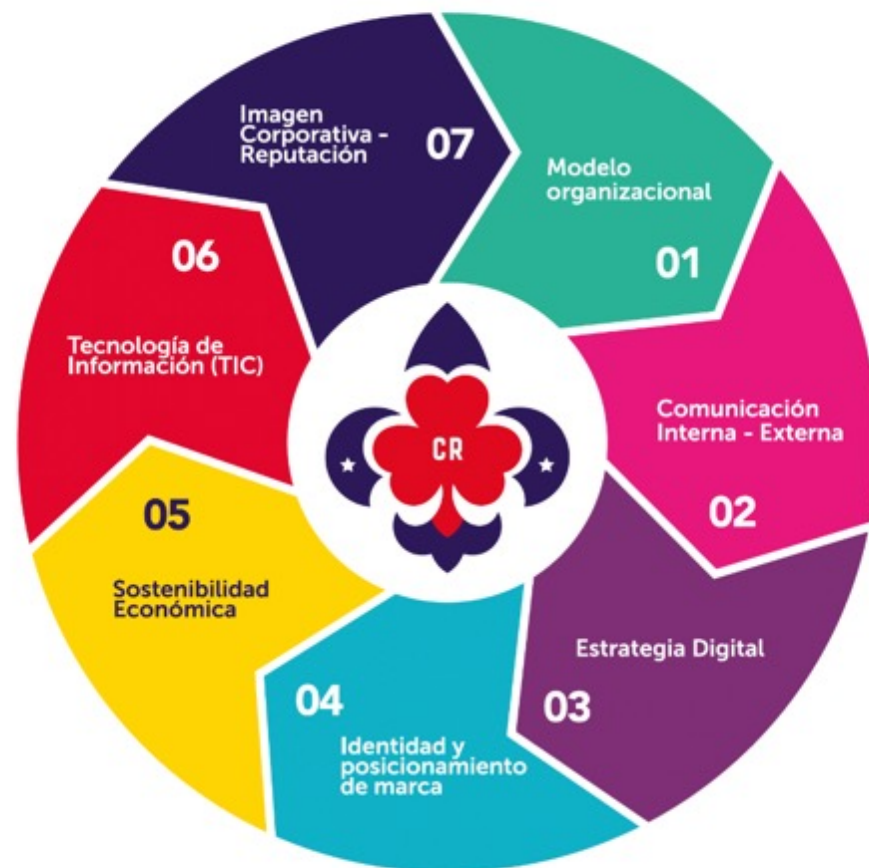 Modelo
organizacional
01
Comunicación
Interna - Externa
02
Estrategia Digital
03
04
Identidad y
posicionamiento
de marca
05
Sostenibilidad
Económica
06
Tecnología de
Información (TIC)
Imagen
Corporativa -
Reputación
07
CR